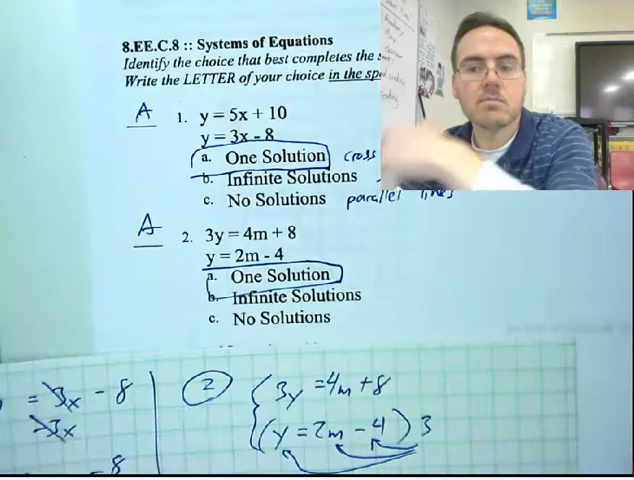 8.EE.C.8 :: Systems of Equations
Identify the choice that best completes the
Write the LETTER of your choice in the
A 1. y = 5x + 10
y = 3x - 8
a. One Solution cross
b. Infinite Solutions
c. No Solutions parallel lines
A 2. 3y = 4m + 8
y = 2m - 4
a. One Solution
b. Infinite Solutions
c. No Solutions
= 3x - 8
-3x
-8
2 3y = 4m + 8
(y = 2m - 4) 3